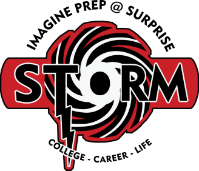 IMAGINE PREP @ SURPRISE
STORM
COLLEGE - CAREER - LIFE